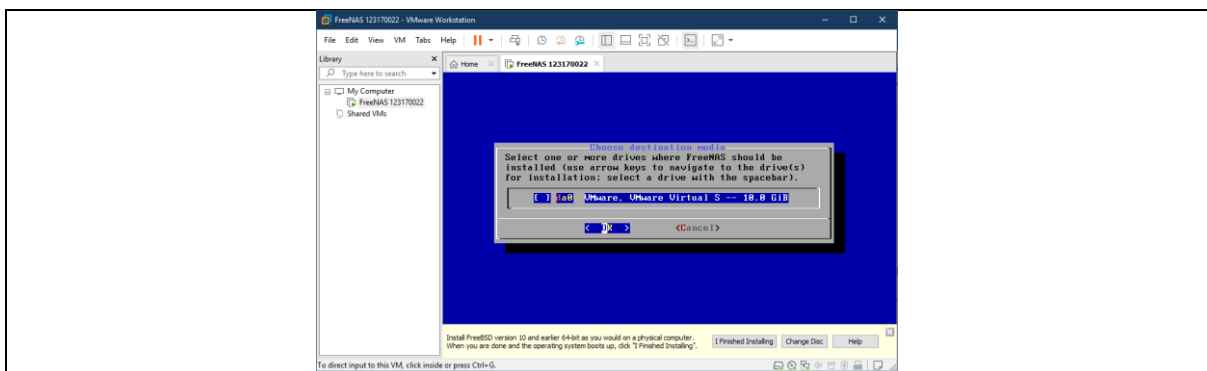 FreeNAS 123170022 - VMware Workstation
File Edit View VM Tabs Help
Library
Type here to search
My Computer
FreeNAS 123170022
Shared VMs
Home
FreeNAS 123170022
Choose destination media
Select one or more drives where FreeNAS should be
installed (use arrow keys to navigate to the drive(s)
for installation; select a drive with the spacebar).
[ ] da0 VMware, VMware Virtual S -- 10.0 GiB
< OK > <Cancel>
Install FreeBSD version 10 and earlier 64-bit as you would on a physical computer.
When you are done and the operating system boots up, click "I Finished Installing".
I Finished Installing Change Disc Help
To direct input to this VM, click inside or press Ctrl+G.